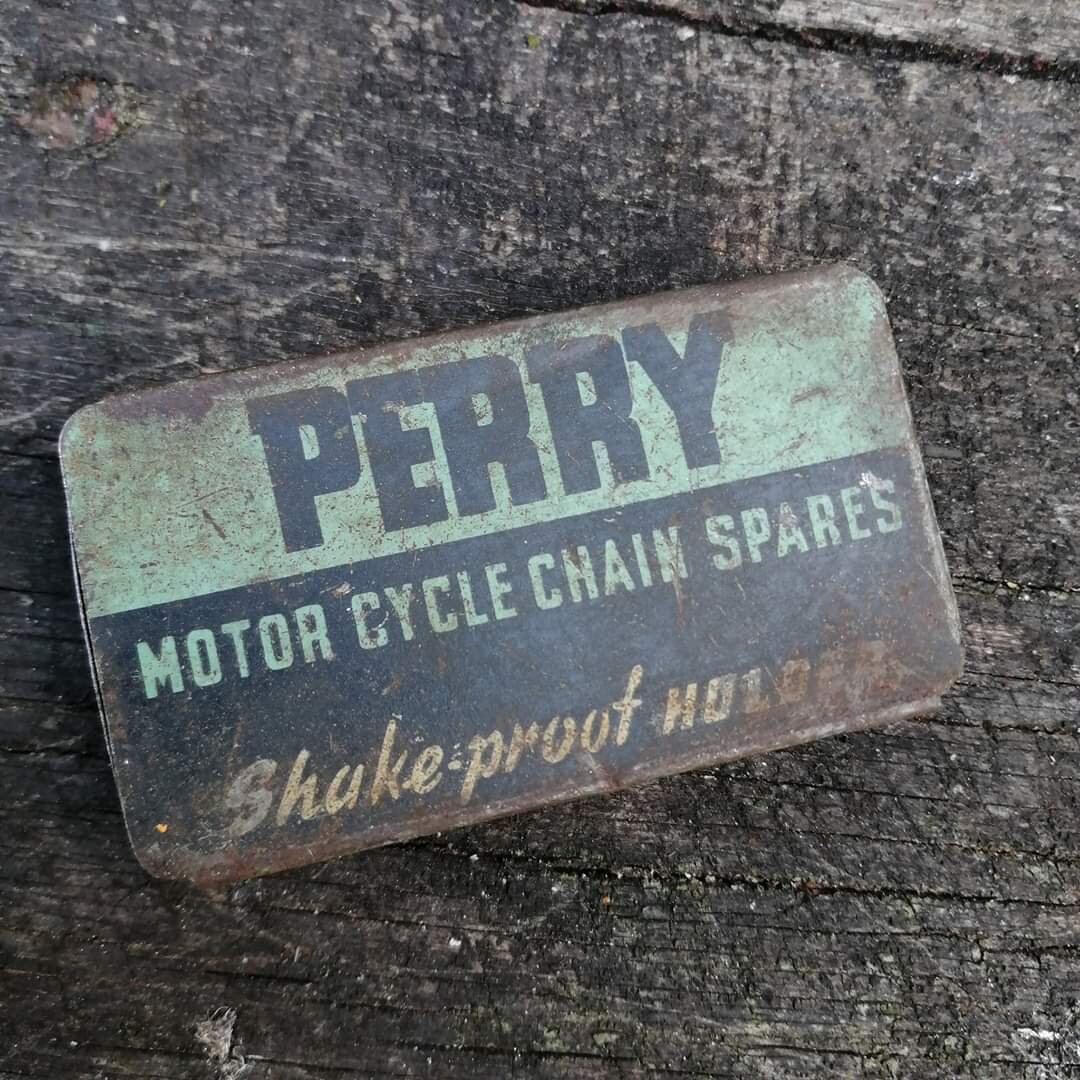 PERRY
MOTOR CYCLE CHAIN SPARES
Shake-proof